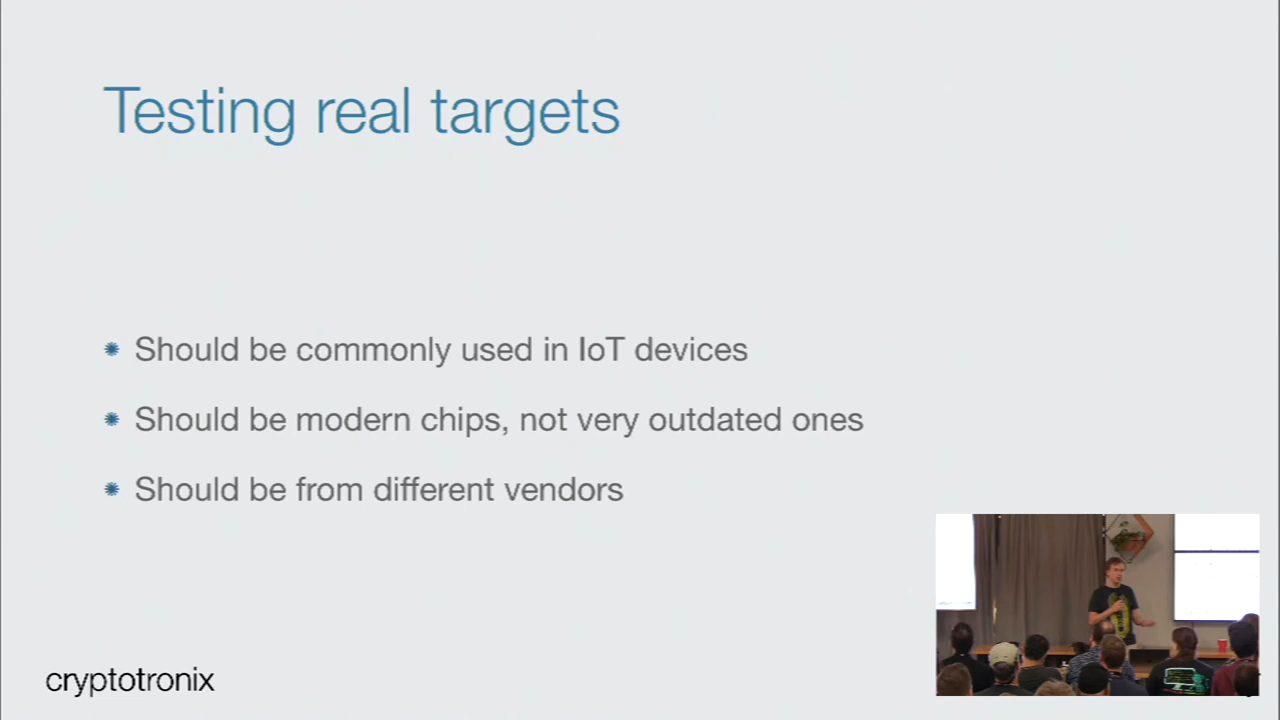 Testing real targets
Should be commonly used in IoT devices
Should be modern chips, not very outdated ones
Should be from different vendors
cryptotronix